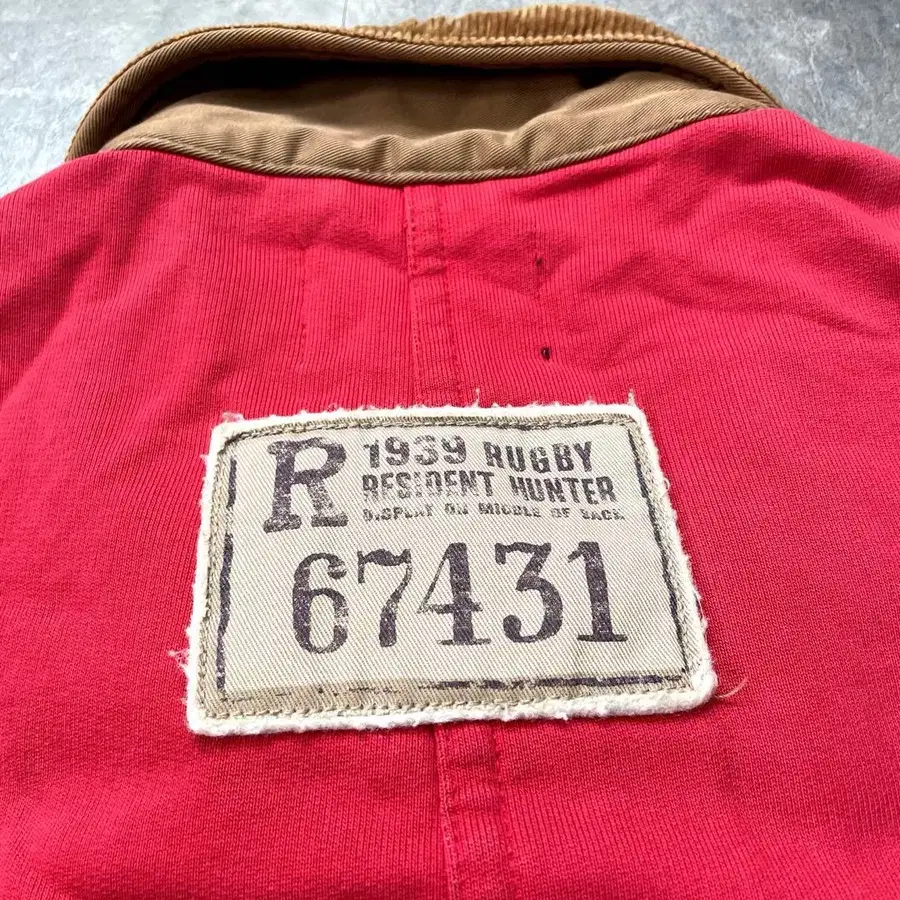 R 1939 RUGBY
RESIDENT HUNTER
DISPLAY ON MIDDLE OF BACK
67431